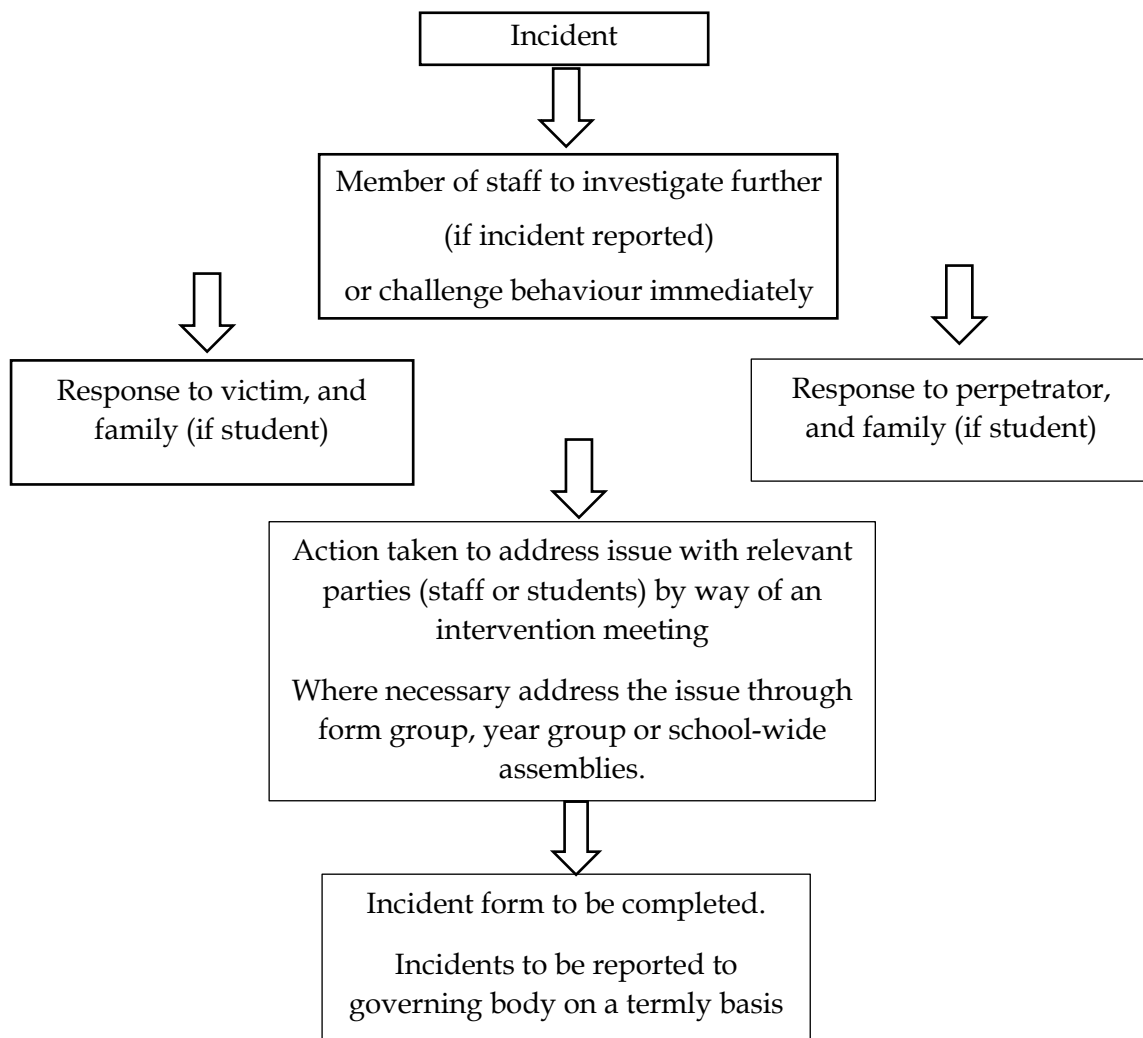 Incident
Member of staff to investigate further
(if incident reported)
or challenge behaviour immediately
Response to victim, and
family (if student)
Response to perpetrator,
and family (if student)
Action taken to address issue with relevant
parties (staff or students) by way of an
intervention meeting
Where necessary address the issue through
form group, year group or school-wide
assemblies.
Incident form to be completed.
Incidents to be reported to
governing body on a termly basis